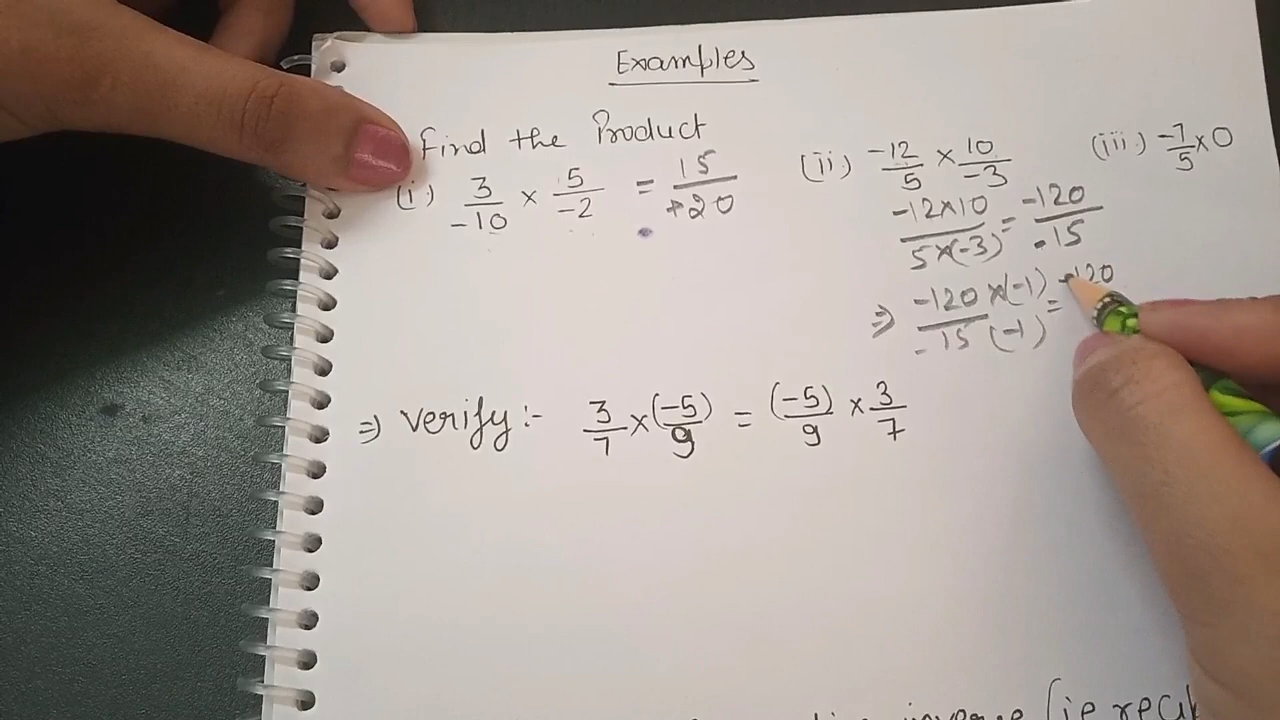 Examples
Find the Product
(i) 3/-10 × 5/-2 = 15/+20
(ii) -12/5 × 10/-3
(iii) -7/5 × 0
-12×10/5×(-3) = -120/-15
⇒ -120×(-1)/-15(-1) = 120
⇒ Verify:- 3/7 × (-5)/9 = (-5)/9 × 3/7
(ie